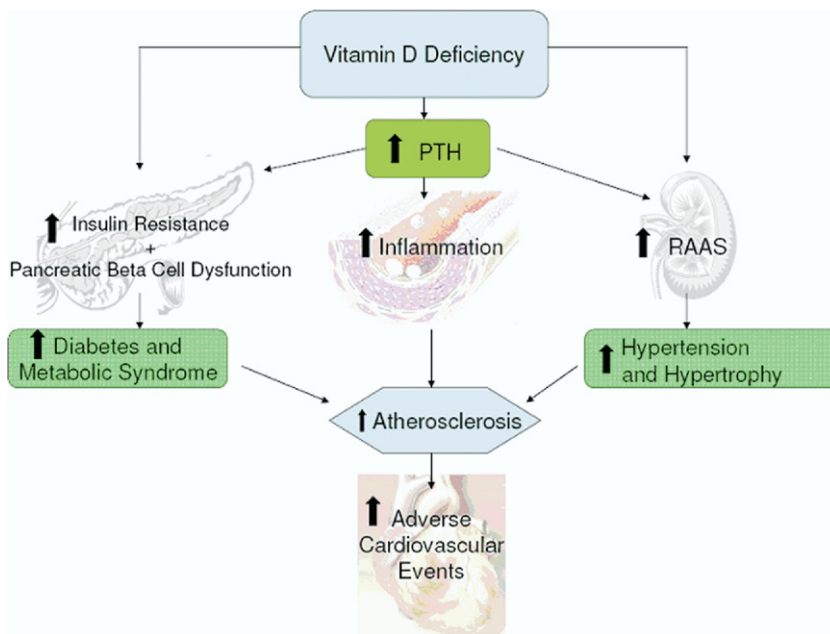 Vitamin D Deficiency
PTH
Insulin Resistance
+
Pancreatic Beta Cell Dysfunction
Inflammation
RAAS
Diabetes and
Metabolic Syndrome
Hypertension
and Hypertrophy
Atherosclerosis
Adverse
Cardiovascular
Events